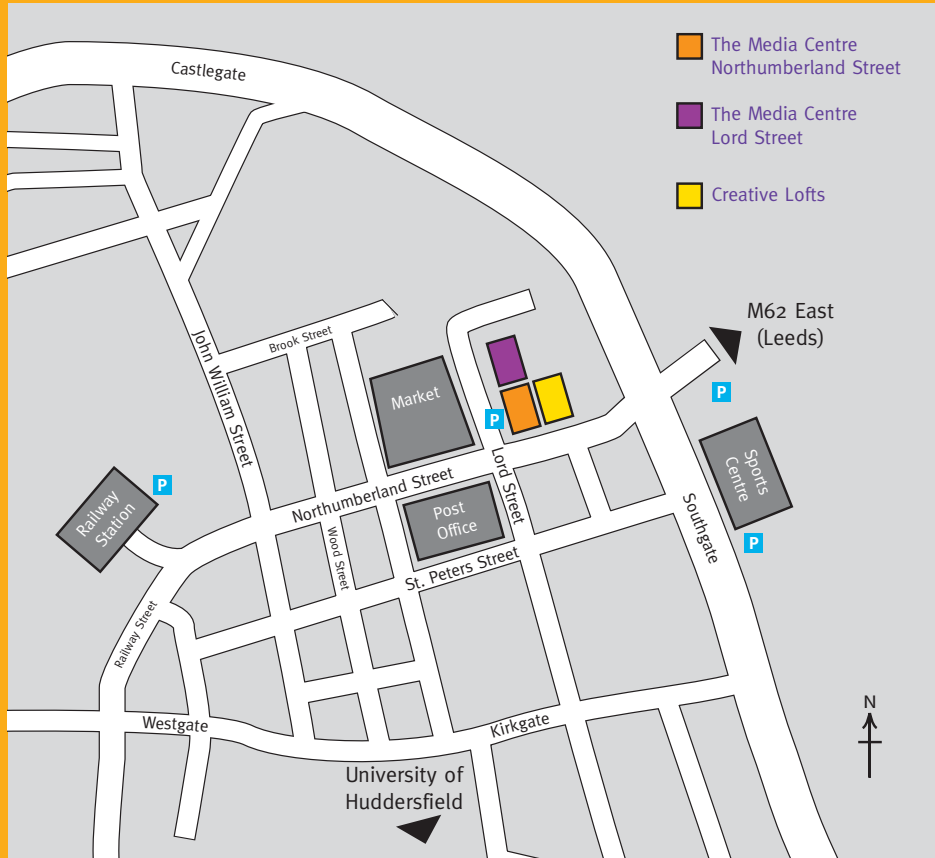 Castlegate
The Media Centre
Northumberland Street
The Media Centre
Lord Street
Creative Lofts
M62 East
(Leeds)
Brook Street
John William Street
Market
P
P
Northumberland Street
Lord Street
Sports
Centre
Railway
Station
P
Post
Office
Wood Street
St. Peters Street
Southgate
P
Railway Street
Westgate
Kirkgate
N
University of
Huddersfield